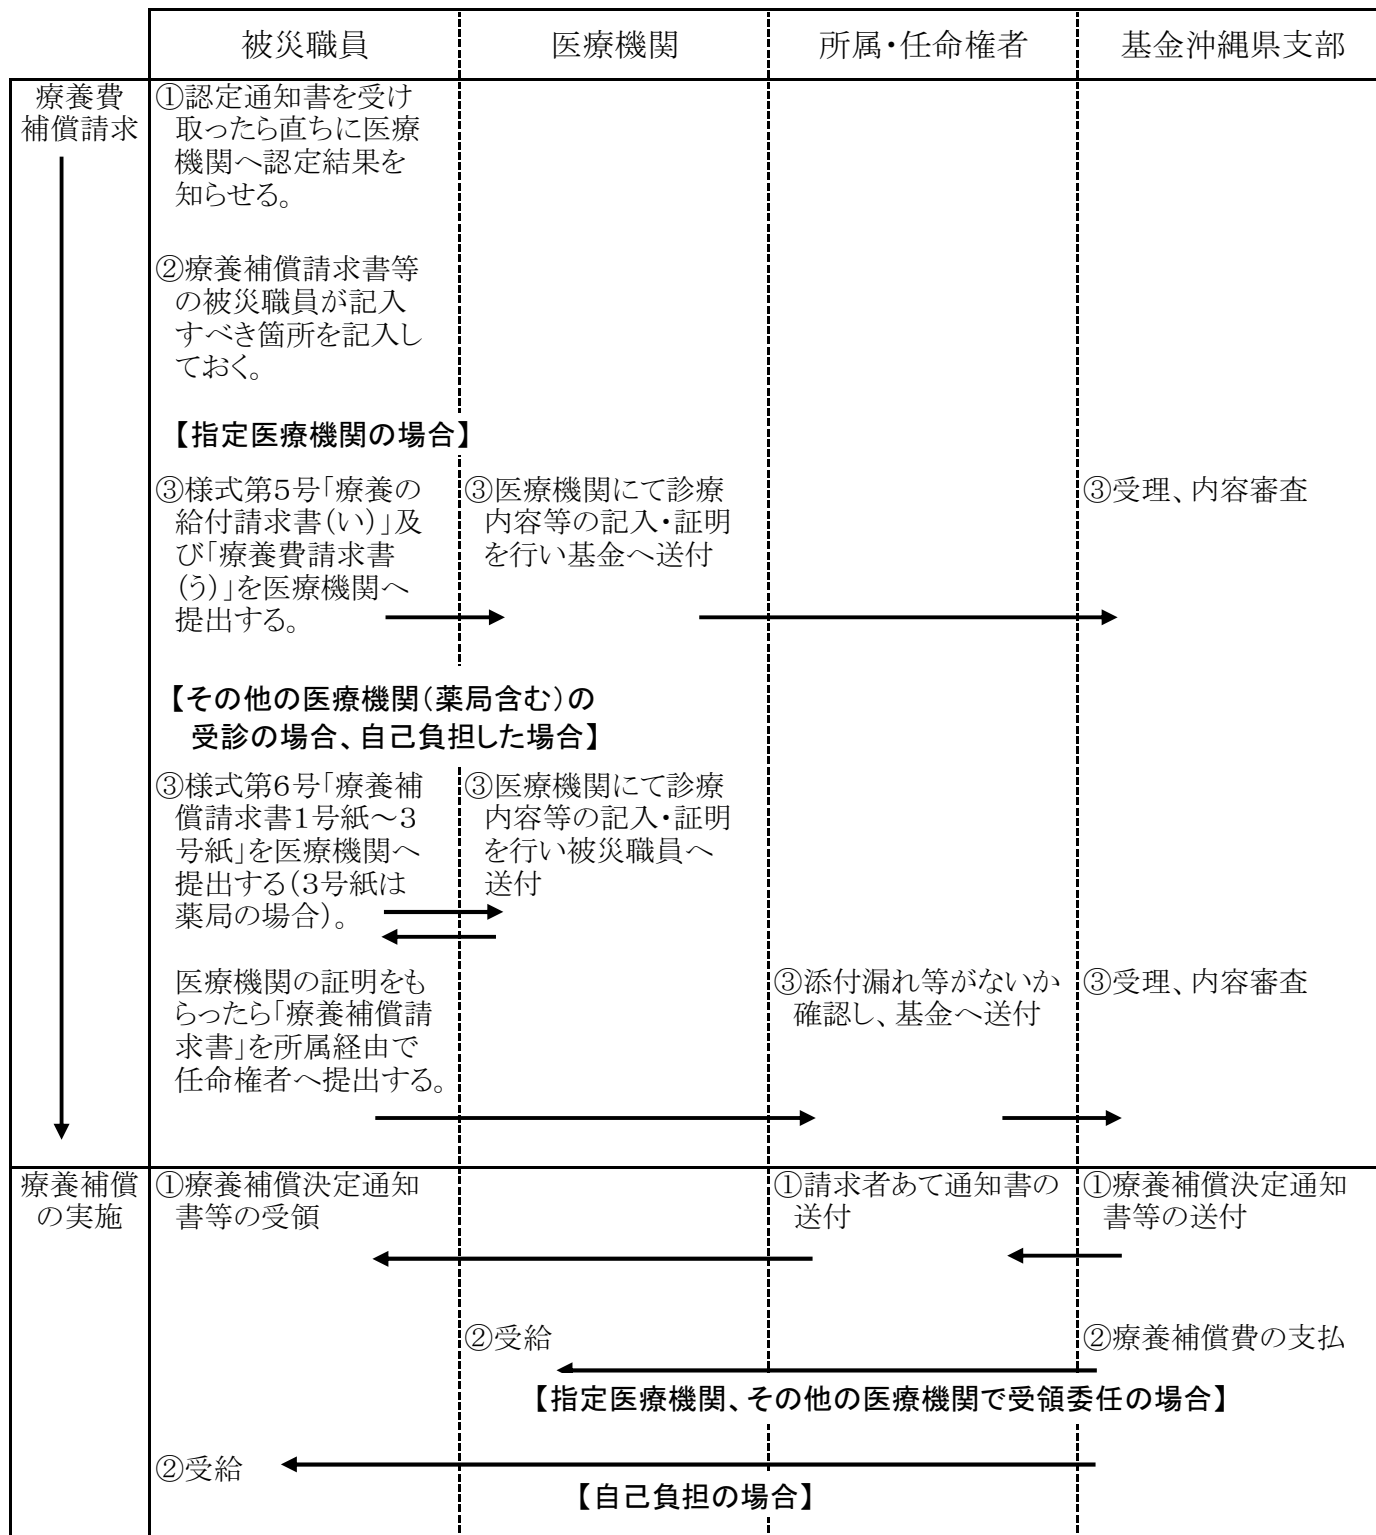 被災職員
医療機関
所属・任命権者
基金沖縄県支部
療養費
補償請求
①認定通知書を受け
取ったら直ちに医療
機関へ認定結果を
知らせる。
②療養補償請求書等
の被災職員が記入
すべき箇所を記入し
ておく。
【指定医療機関の場合】
③様式第5号「療養の
給付請求書(い)」及
び「療養費請求書
(う)」を医療機関へ
提出する。
③医療機関にて診療
内容等の記入・証明
を行い基金へ送付
③受理、内容審査
【その他の医療機関(薬局含む)の
受診の場合、自己負担した場合】
③様式第6号「療養補
償請求書1号紙～3
号紙」を医療機関へ
提出する(3号紙は
薬局の場合)。
③医療機関にて診療
内容等の記入・証明
を行い被災職員へ
送付
医療機関の証明をも
らったら「療養補償請
求書」を所属経由で
任命権者へ提出する。
③添付漏れ等がないか
確認し、基金へ送付
③受理、内容審査
療養補償
の実施
①療養補償決定通知
書等の受領
①請求者あて通知書の
送付
①療養補償決定通知
書等の送付
②受給
②療養補償費の支払
【指定医療機関、その他の医療機関で受領委任の場合】
②受給
【自己負担の場合】